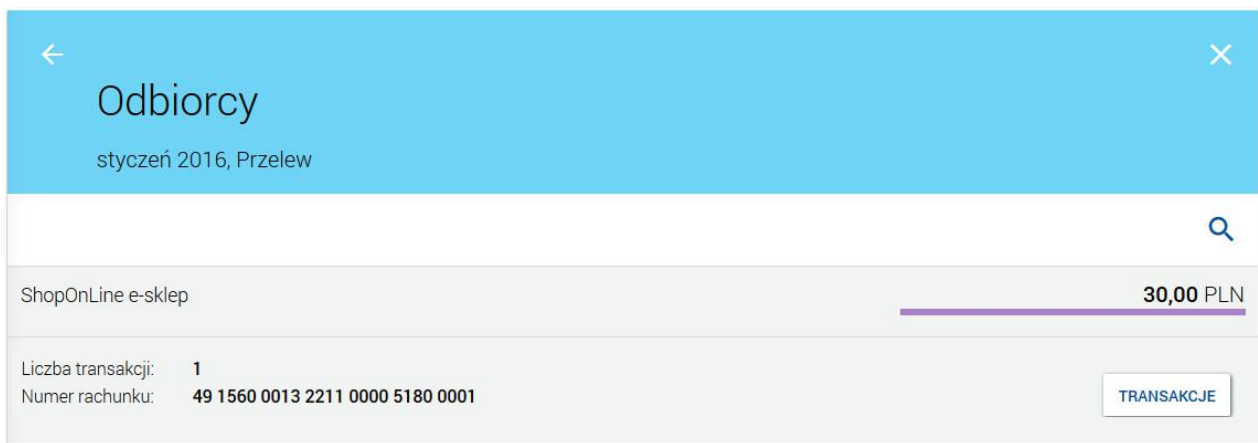 Odbiorcy
styczeń 2016, Przelew
ShopOnLine e-sklep 30,00 PLN
Liczba transakcji: 1
Numer rachunku: 49 1560 0013 2211 0000 5180 0001
TRANSAKCJE